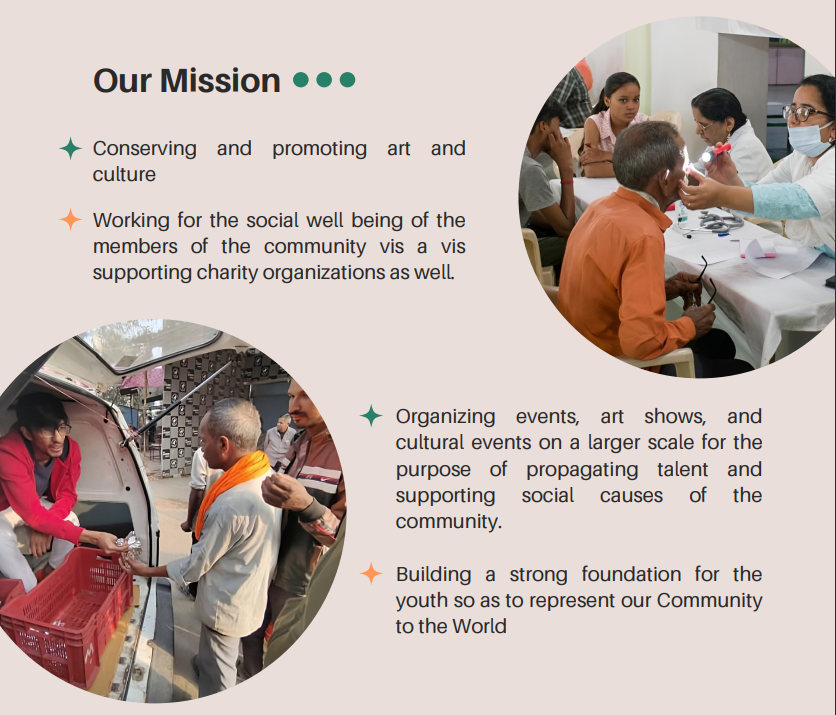 Our Mission
Conserving and promoting art and
culture
Working for the social well being of the
members of the community vis a vis
supporting charity organizations as well.
Organizing events, art shows, and
cultural events on a larger scale for the
purpose of propagating talent and
supporting social causes of the
community.
Building a strong foundation for the
youth so as to represent our Community
to the World